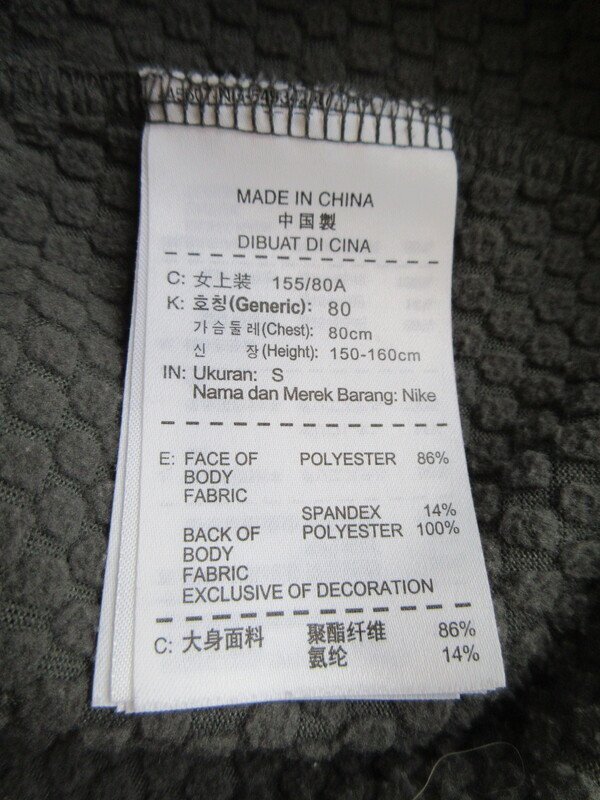 MADE IN CHINA
中国製
DIBUAT DI CINA
C: 女上装 155/80A
K: 호칭(Generic): 80
가슴둘레(Chest): 80cm
신 장(Height): 150-160cm
IN: Ukuran: S
Nama dan Merek Barang: Nike
E: FACE OF POLYESTER 86%
BODY
FABRIC
SPANDEX 14%
BACK OF POLYESTER 100%
BODY
FABRIC
EXCLUSIVE OF DECORATION
C: 大身面料 聚酯纤维 86%
氨纶 14%